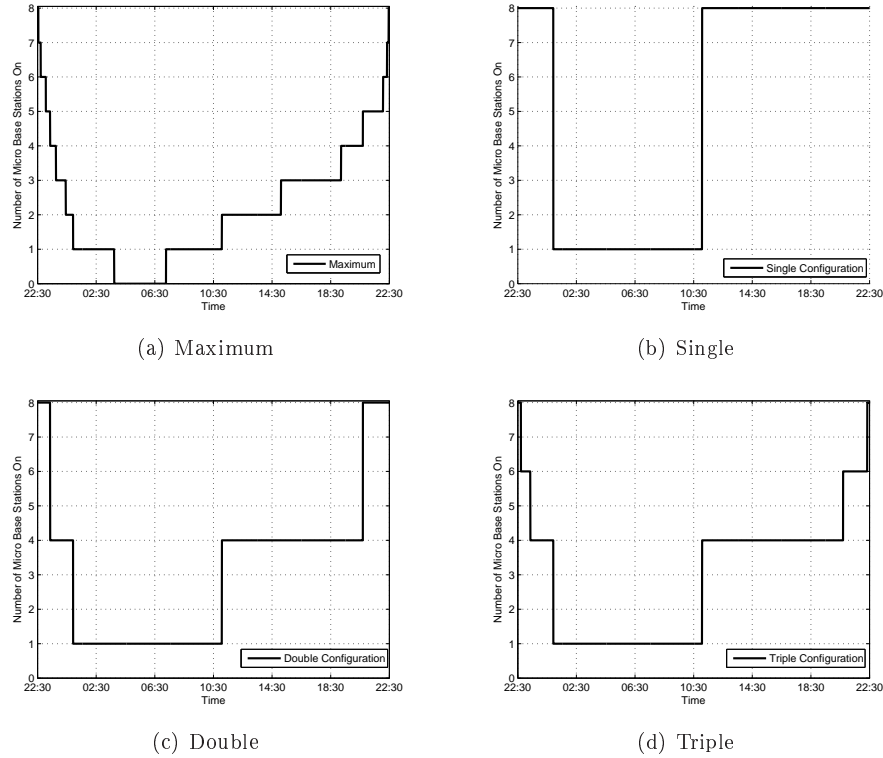 8
7
6
5
4
3
2
1
0
Number of Micro Base Stations On
22:30 02:30 06:30 10:30 14:30 18:30 22:30
Time
Maximum
(a) Maximum
8
7
6
5
4
3
2
1
0
Number of Micro Base Stations On
22:30 02:30 06:30 10:30 14:30 18:30 22:30
Time
Single Configuration
(b) Single
8
7
6
5
4
3
2
1
0
Number of Micro Base Stations On
22:30 02:30 06:30 10:30 14:30 18:30 22:30
Time
Double Configuration
(c) Double
8
7
6
5
4
3
2
1
0
Number of Micro Base Stations On
22:30 02:30 06:30 10:30 14:30 18:30 22:30
Time
Triple Configuration
(d) Triple